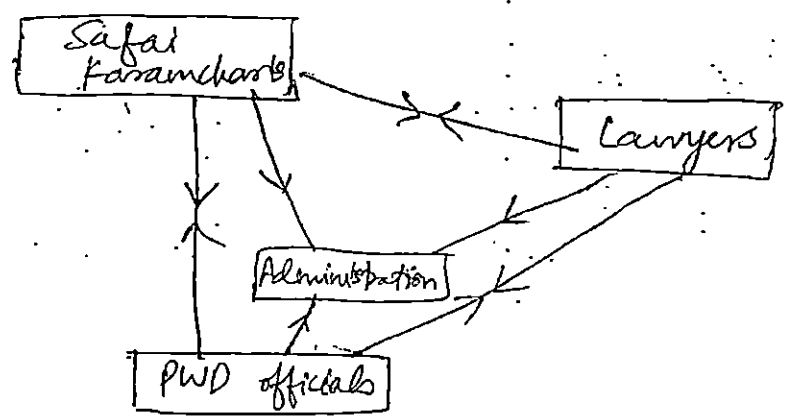 Safai
Karamcharis
Lawyers
Administration
PWD officials